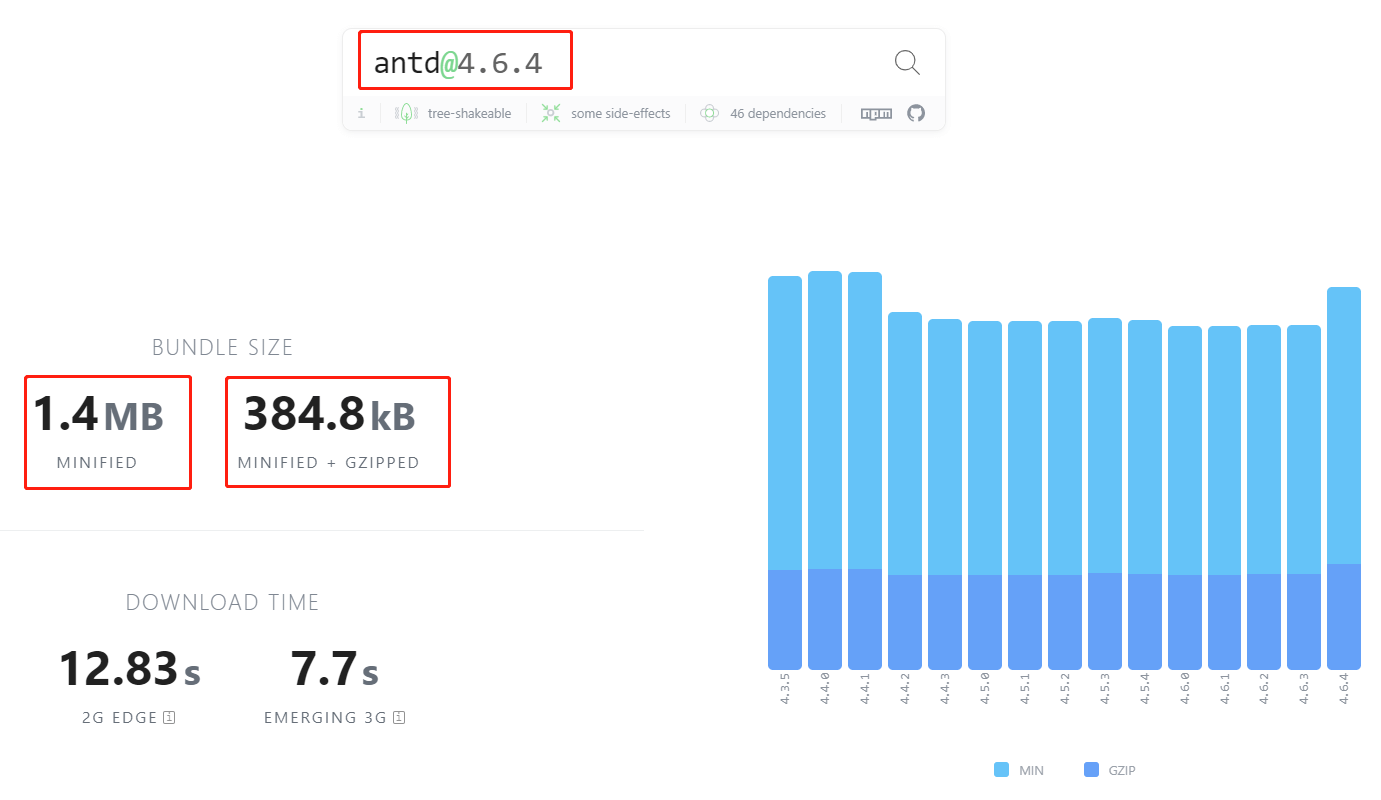 antd@4.6.4
i tree-shakeable some side-effects 46 dependencies npm
BUNDLE SIZE
1.4 MB 384.8 kB
MINIFIED MINIFIED + GZIPPED
DOWNLOAD TIME
12.83 s 7.7 s
2G EDGE i EMERGING 3G i
4.3.5 4.4.0 4.4.1 4.4.2 4.4.3 4.5.0 4.5.1 4.5.2 4.5.3 4.5.4 4.6.0 4.6.1 4.6.2 4.6.3 4.6.4
MIN GZIP